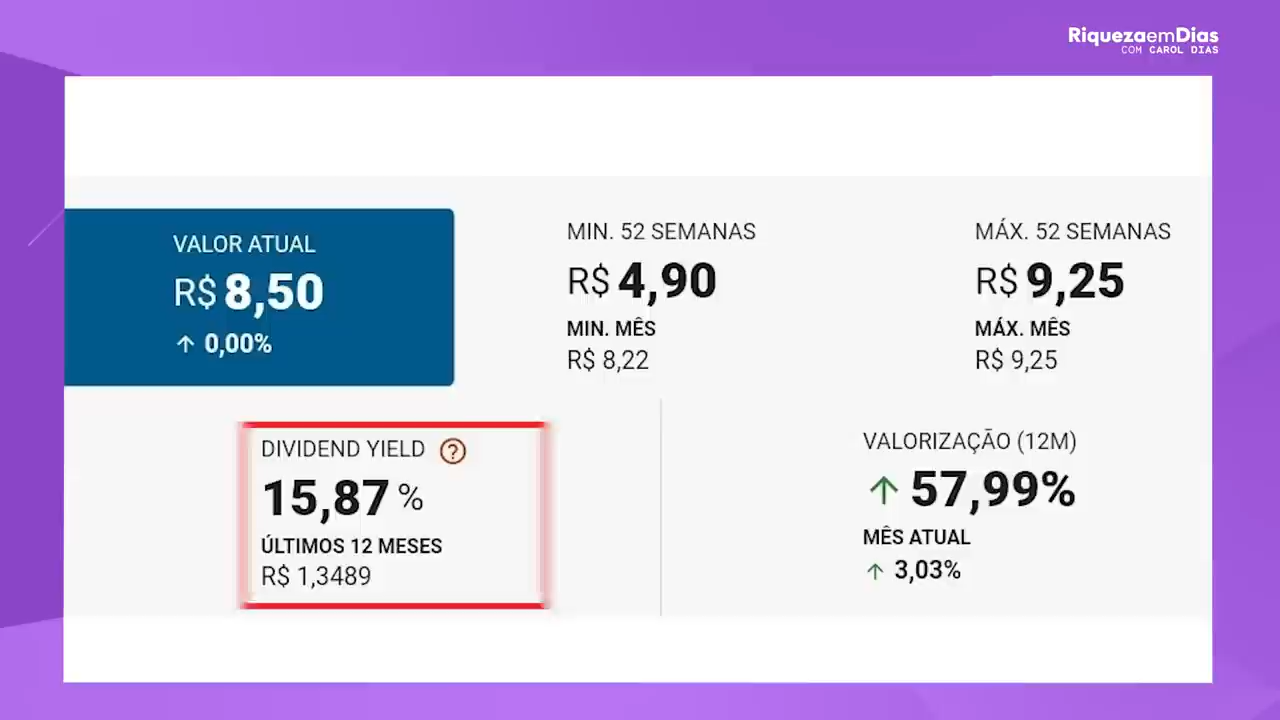 RiquezaemDias
COM CAROL DIAS
VALOR ATUAL
R$ 8,50
↑ 0,00%
MIN. 52 SEMANAS
R$ 4,90
MIN. MÊS
R$ 8,22
MÁX. 52 SEMANAS
R$ 9,25
MÁX. MÊS
R$ 9,25
DIVIDEND YIELD ?
15,87 %
ÚLTIMOS 12 MESES
R$ 1,3489
VALORIZAÇÃO (12M)
↑ 57,99%
MÊS ATUAL
↑ 3,03%